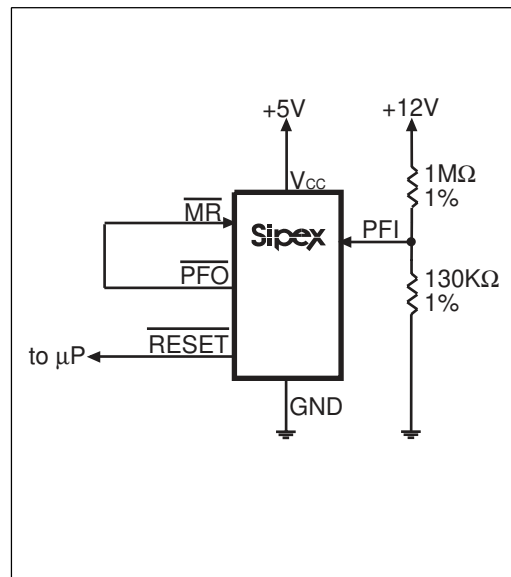 +5V
+12V
VCC
1MΩ
1%
MR
Sipex
PFI
PFO
130KΩ
1%
RESET
to µP
GND